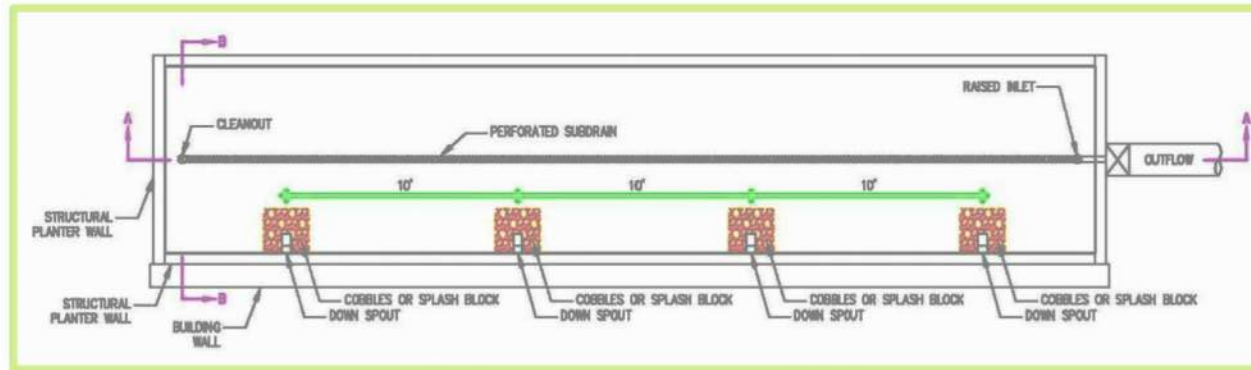 B
RAISED INLET
CLEANOUT
A
PERFORATED SUBDRAIN
A
OUTFLOW
10'
10'
10'
STRUCTURAL
PLANTER WALL
STRUCTURAL
PLANTER WALL
B
BUILDING
WALL
COBBLES OR SPLASH BLOCK
DOWN SPOUT
COBBLES OR SPLASH BLOCK
DOWN SPOUT
COBBLES OR SPLASH BLOCK
DOWN SPOUT
COBBLES OR SPLASH BLOCK
DOWN SPOUT